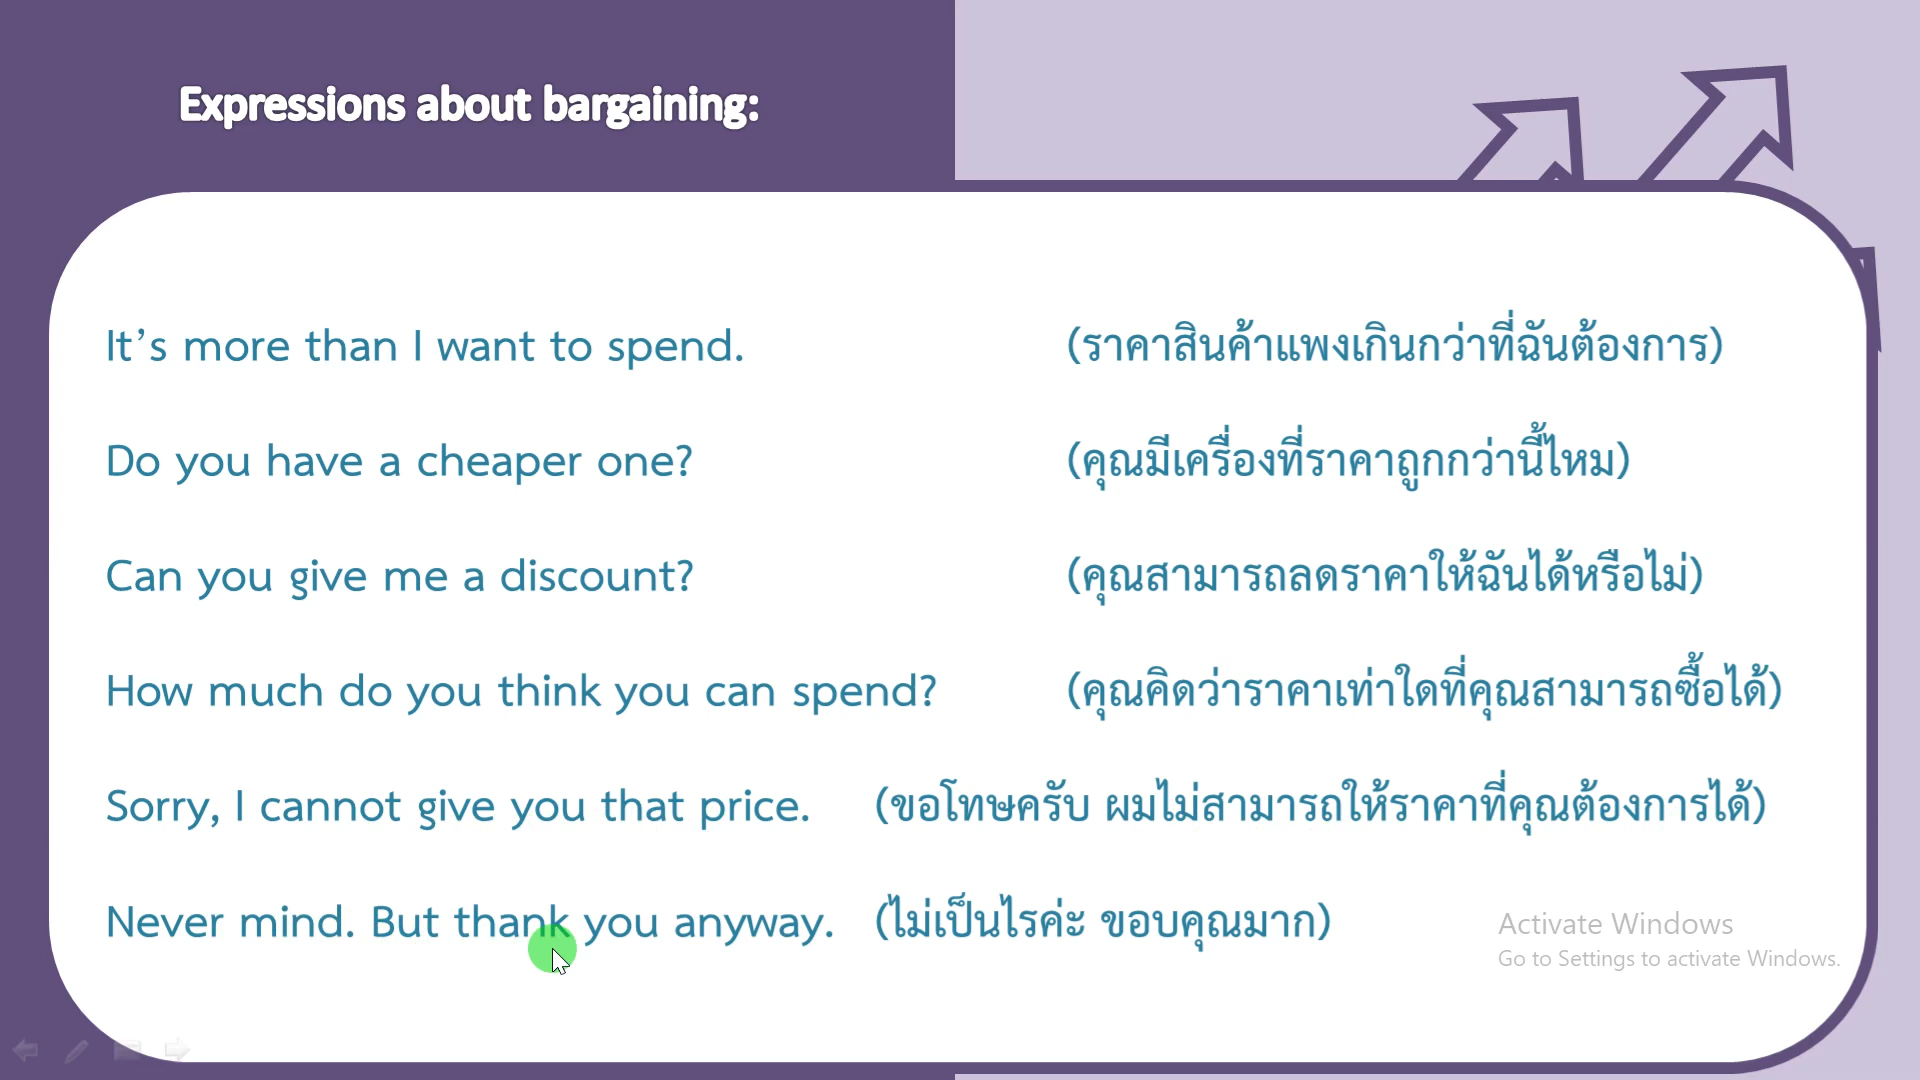 Expressions about bargaining:
It’s more than I want to spend. (ราคาสินค้าแพงเกินกว่าที่ฉันต้องการ)
Do you have a cheaper one? (คุณมีเครื่องที่ราคาถูกกว่านี้ไหม)
Can you give me a discount? (คุณสามารถลดราคาให้ฉันได้หรือไม่)
How much do you think you can spend? (คุณคิดว่าราคาเท่าใดที่คุณสามารถซื้อได้)
Sorry, I cannot give you that price. (ขอโทษครับ ผมไม่สามารถให้ราคาที่คุณต้องการได้)
Never mind. But thank you anyway. (ไม่เป็นไรค่ะ ขอบคุณมาก)
Activate Windows
Go to Settings to activate Windows.